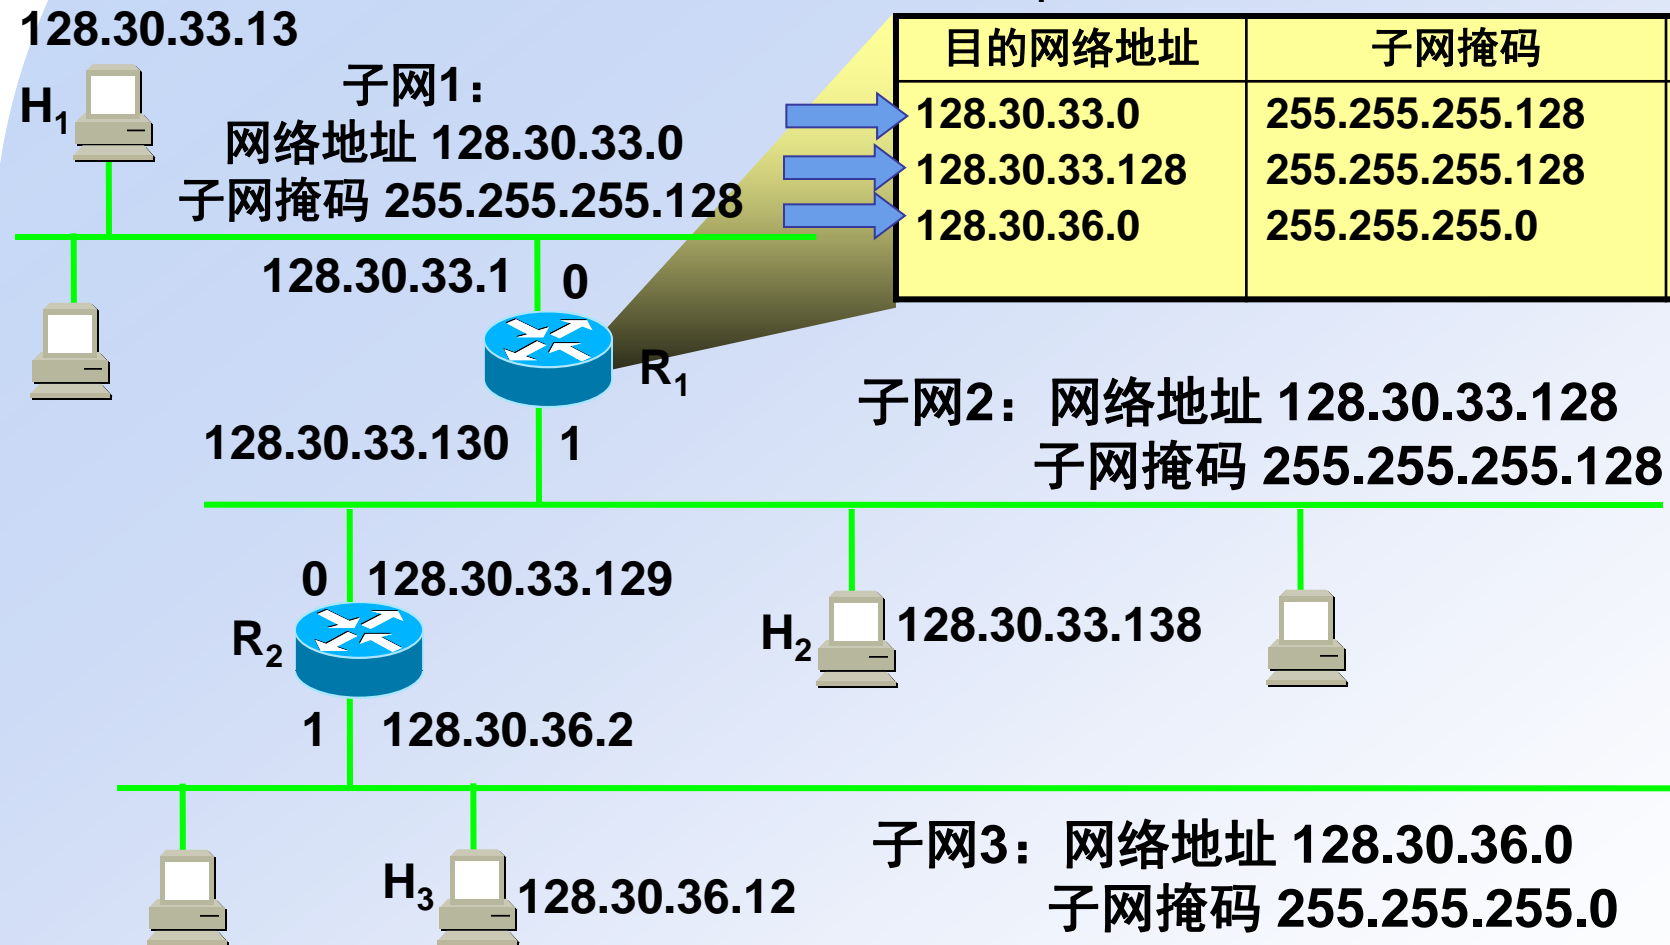 128.30.33.13
H1
子网1：
网络地址 128.30.33.0
子网掩码 255.255.255.128
目的网络地址 子网掩码
128.30.33.0 255.255.255.128
128.30.33.128 255.255.255.128
128.30.36.0 255.255.255.0
128.30.33.1 0
R1
128.30.33.130 1
子网2：网络地址 128.30.33.128
子网掩码 255.255.255.128
0 128.30.33.129
R2
H2 128.30.33.138
1 128.30.36.2
子网3：网络地址 128.30.36.0
子网掩码 255.255.255.0
H3 128.30.36.12